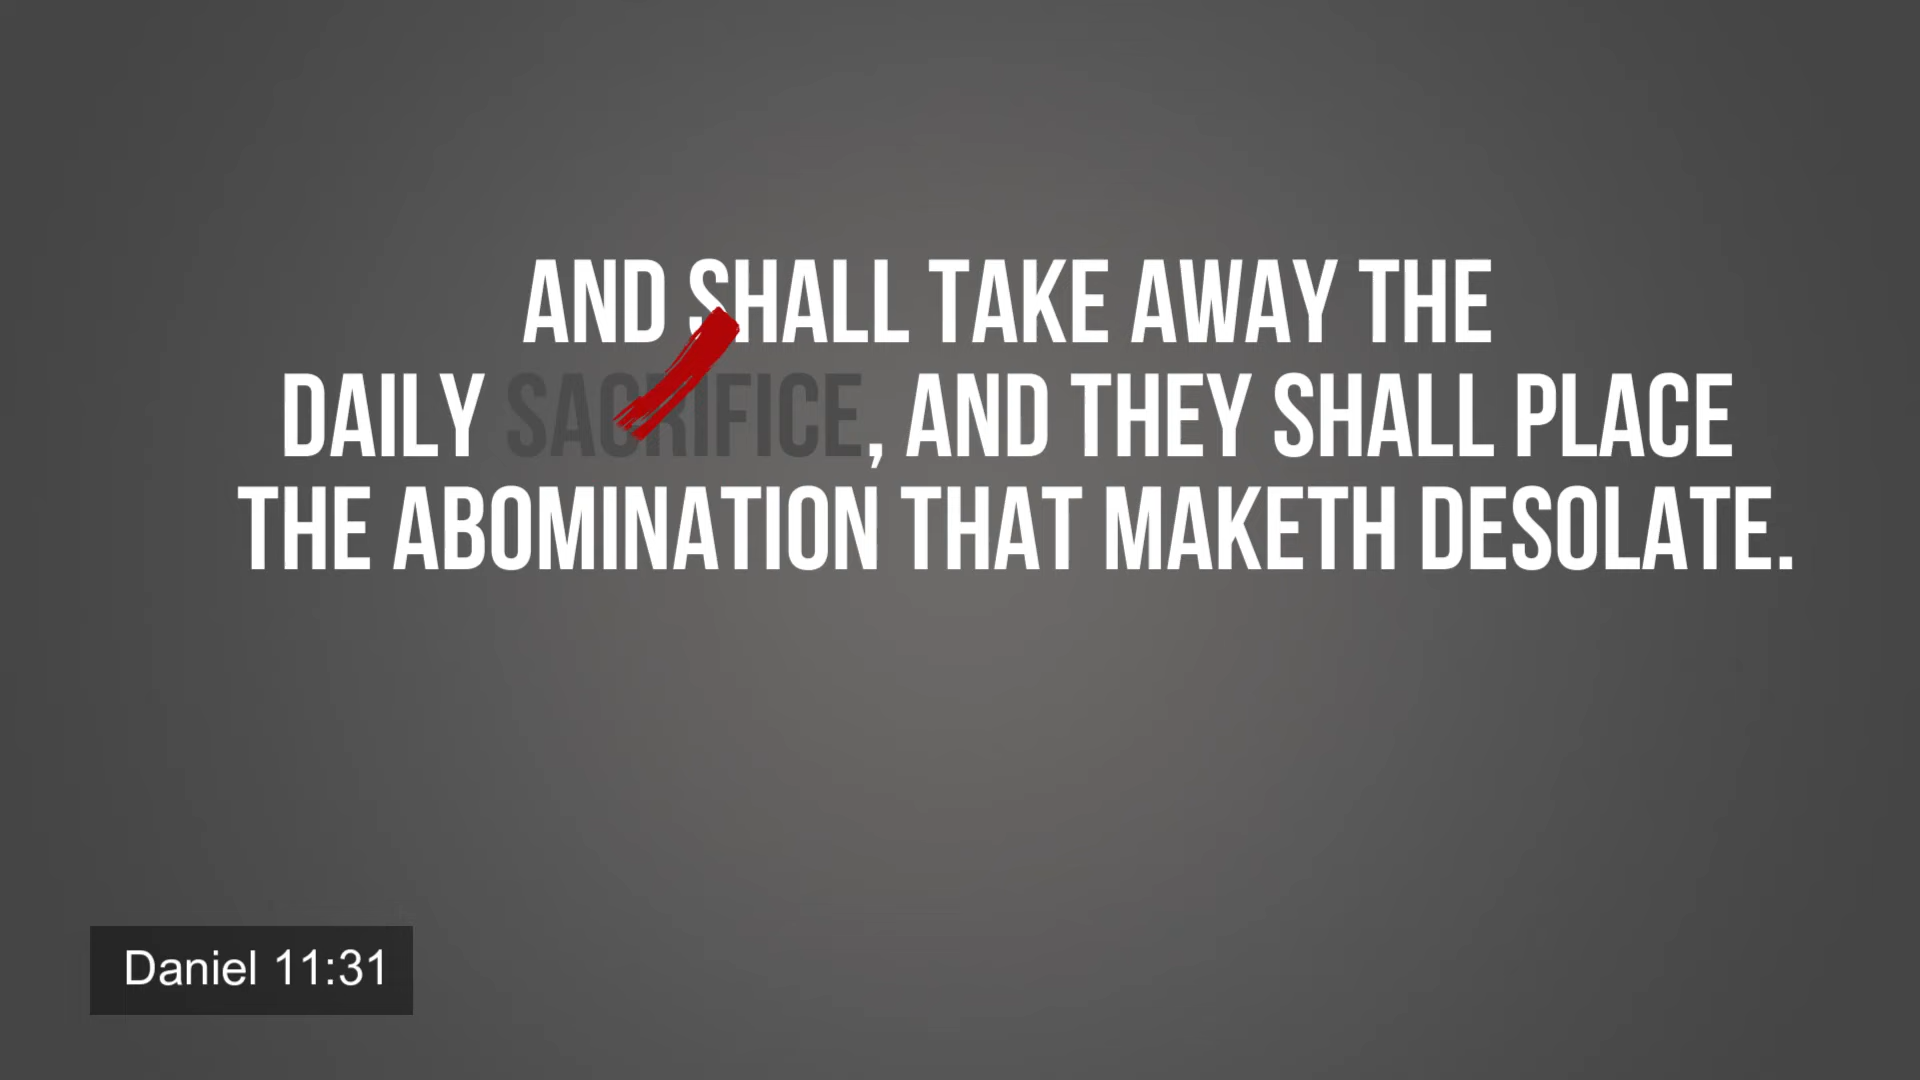 AND SHALL TAKE AWAY THE
DAILY SACRIFICE, AND THEY SHALL PLACE
THE ABOMINATION THAT MAKETH DESOLATE.
Daniel 11:31